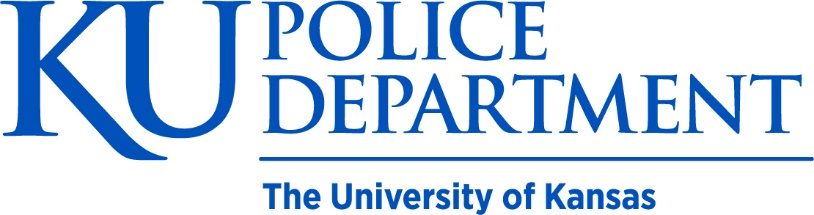 KU POLICE
DEPARTMENT
The University of Kansas